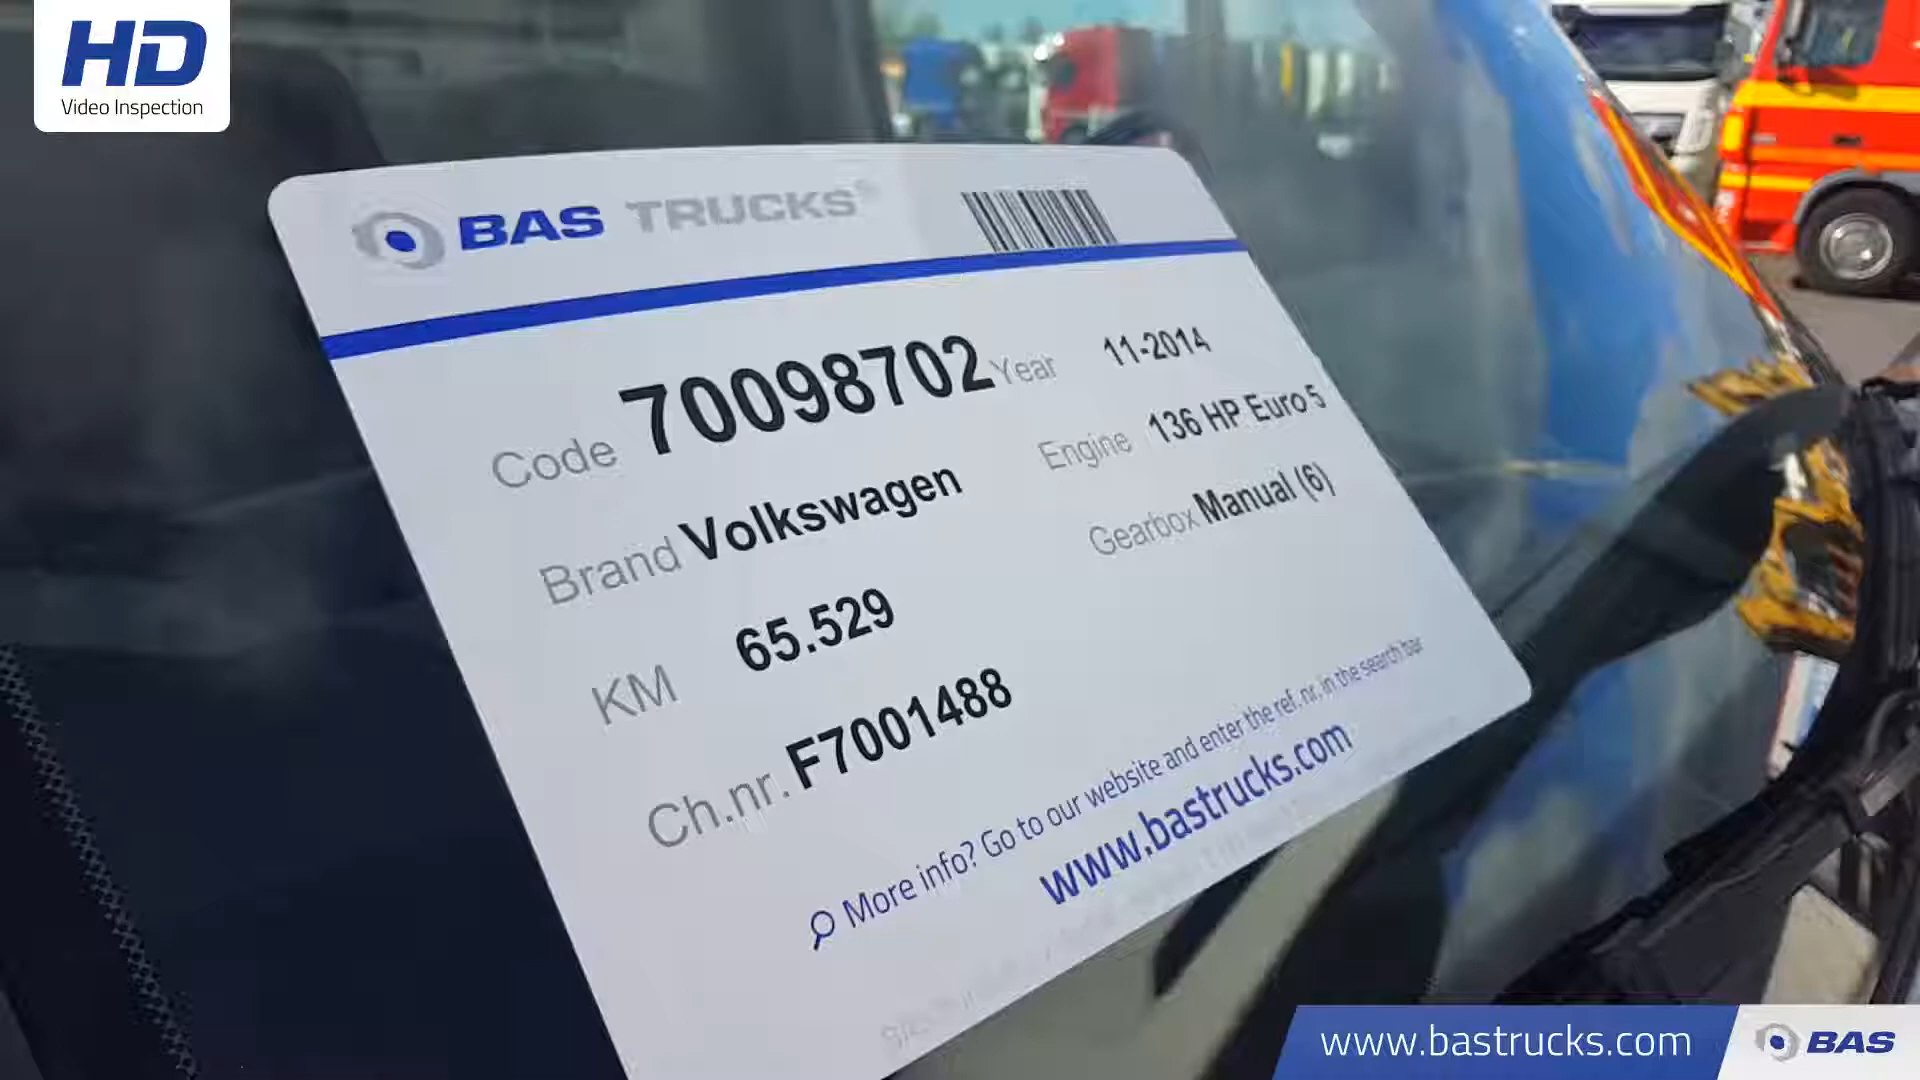 HD
Video Inspection
BAS TRUCKS®
Code 70098702
Year 11-2014
Brand Volkswagen
Engine 136 HP Euro 5
KM 65.529
Gearbox Manual (6)
Ch.nr. F7001488
More info? Go to our website and enter the ref. nr. in the search bar
www.bastrucks.com
www.bastrucks.com
BAS